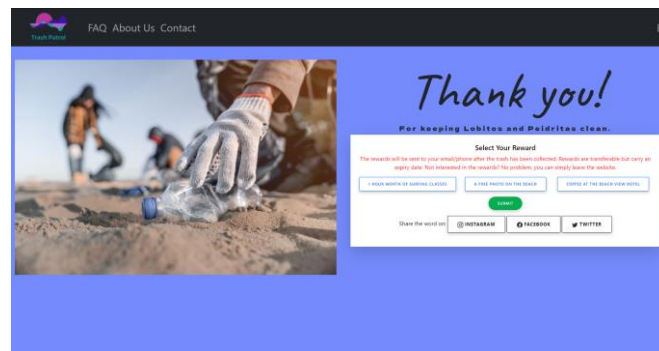 Trash Patrol
FAQ About Us Contact
Thank you!
For keeping Lobitos and Peidritas clean.
Select Your Reward
The rewards will be sent to your email/phone after the trash has been collected. Rewards are transferable but carry an
expiry date. Not interested in the rewards? No problem, you can simply leave the website.
1 HOUR WORTH OF SURFING CLASSES
A FREE PHOTO ON THE BEACH
COFFEE AT THE BEACH VIEW HOTEL
SUBMIT
Share the word on:
INSTAGRAM
FACEBOOK
TWITTER